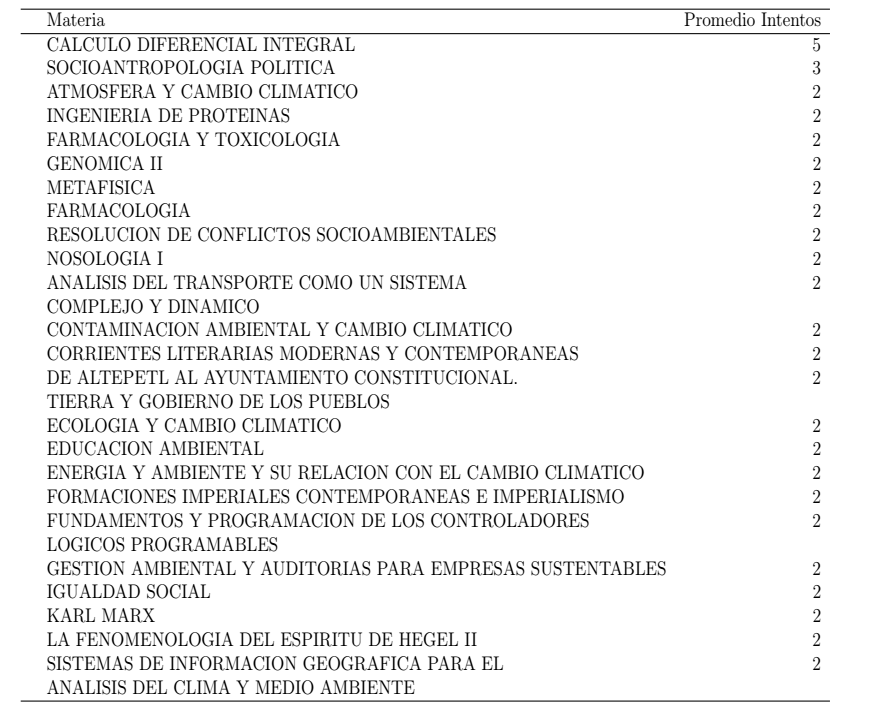 Materia Promedio Intentos
CALCULO DIFERENCIAL INTEGRAL 5
SOCIOANTROPOLOGIA POLITICA 3
ATMOSFERA Y CAMBIO CLIMATICO 2
INGENIERIA DE PROTEINAS 2
FARMACOLOGIA Y TOXICOLOGIA 2
GENOMICA II 2
METAFISICA 2
FARMACOLOGIA 2
RESOLUCION DE CONFLICTOS SOCIOAMBIENTALES 2
NOSOLOGIA I 2
ANALISIS DEL TRANSPORTE COMO UN SISTEMA 2
COMPLEJO Y DINAMICO
CONTAMINACION AMBIENTAL Y CAMBIO CLIMATICO 2
CORRIENTES LITERARIAS MODERNAS Y CONTEMPORANEAS 2
DE ALTEPETL AL AYUNTAMIENTO CONSTITUCIONAL. 2
TIERRA Y GOBIERNO DE LOS PUEBLOS
ECOLOGIA Y CAMBIO CLIMATICO 2
EDUCACION AMBIENTAL 2
ENERGIA Y AMBIENTE Y SU RELACION CON EL CAMBIO CLIMATICO 2
FORMACIONES IMPERIALES CONTEMPORANEAS E IMPERIALISMO 2
FUNDAMENTOS Y PROGRAMACION DE LOS CONTROLADORES 2
LOGICOS PROGRAMABLES
GESTION AMBIENTAL Y AUDITORIAS PARA EMPRESAS SUSTENTABLES 2
IGUALDAD SOCIAL 2
KARL MARX 2
LA FENOMENOLOGIA DEL ESPIRITU DE HEGEL II 2
SISTEMAS DE INFORMACION GEOGRAFICA PARA EL 2
ANALISIS DEL CLIMA Y MEDIO AMBIENTE